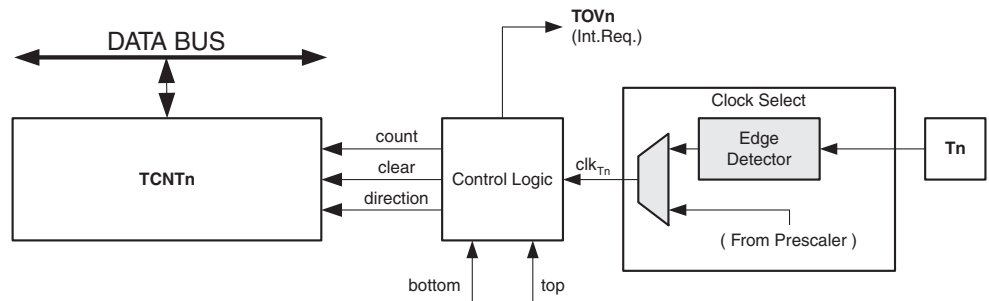 TOVn
(Int.Req.)
DATA BUS
Clock Select
count
Edge
Detector
Tn
TCNTn
clear
Control Logic
clkTn
direction
( From Prescaler )
bottom
top